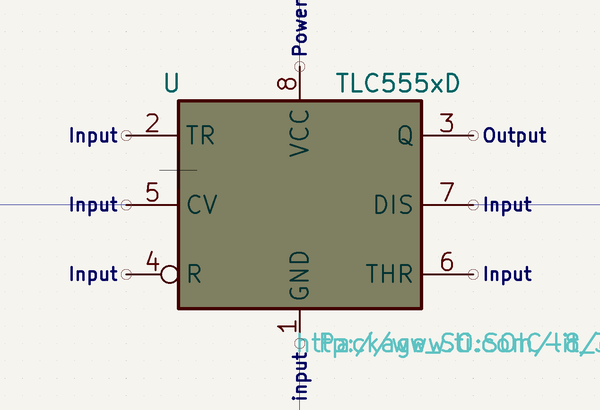 Power
U
8
TLC555xD
Input 2 TR
VCC
Q 3 Output
Input 5 CV
DIS 7 Input
Input 4 R
GND
THR 6 Input
1
input